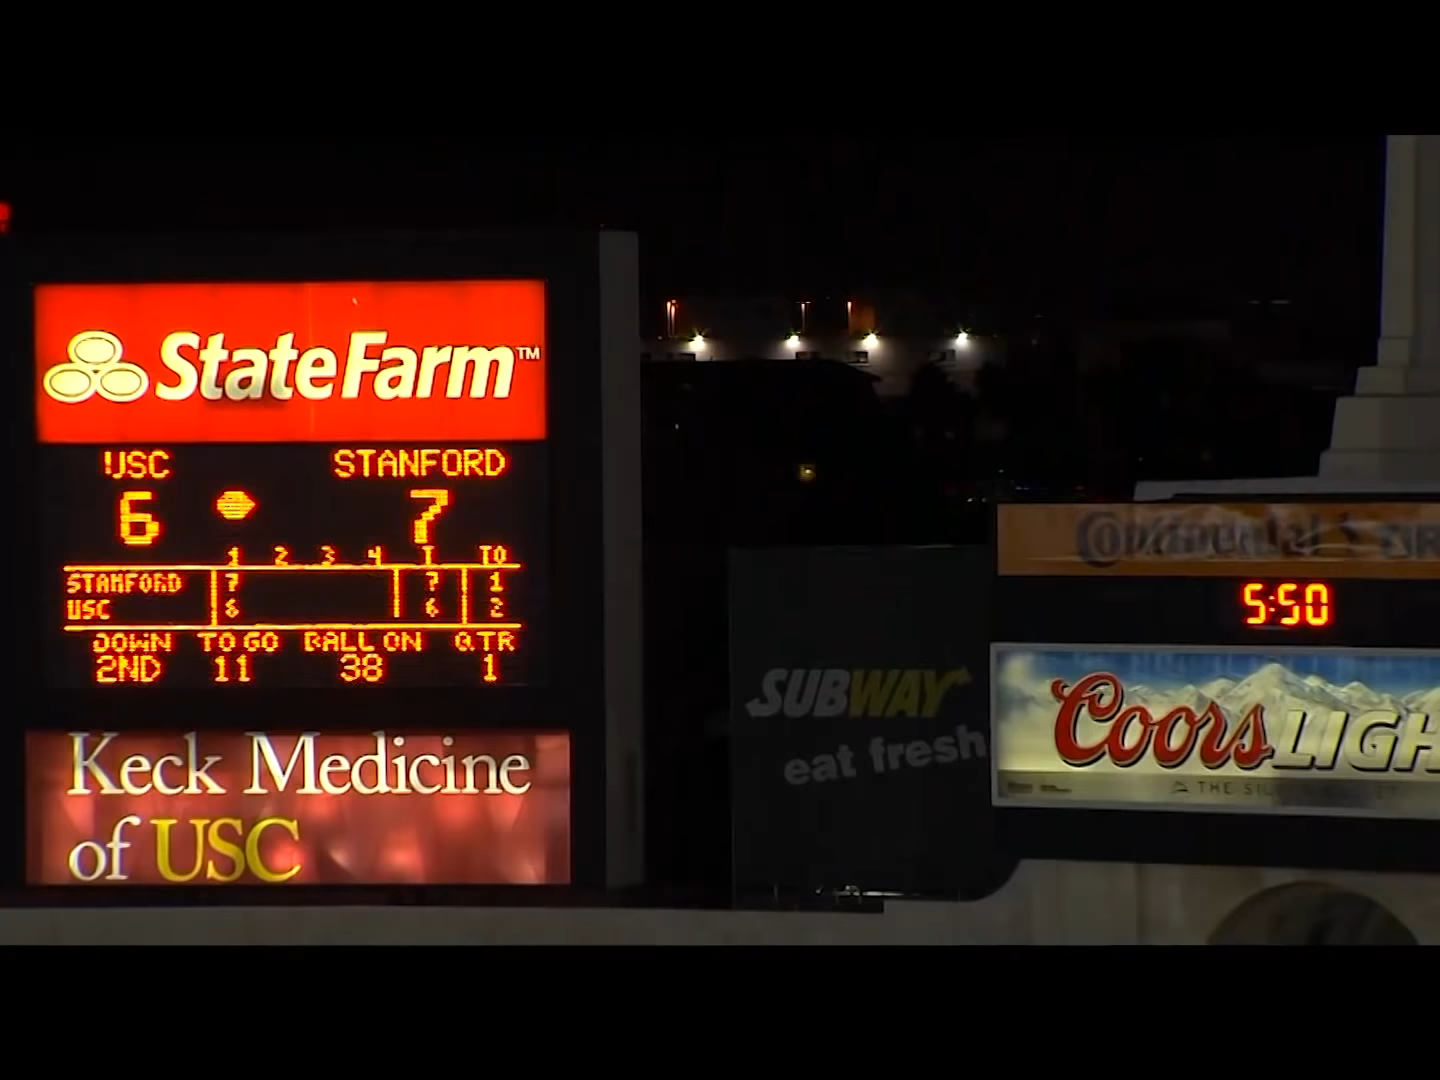 StateFarm™
USC STANFORD
6 7
1 2 3 4 T TO
STANFORD 7 7 1
USC 6 6 2
DOWN TO GO BALL ON QTR
2ND 11 38 1
Keck Medicine
of USC
SUBWAY
eat fresh
Continental
5:50
Coors LIGH